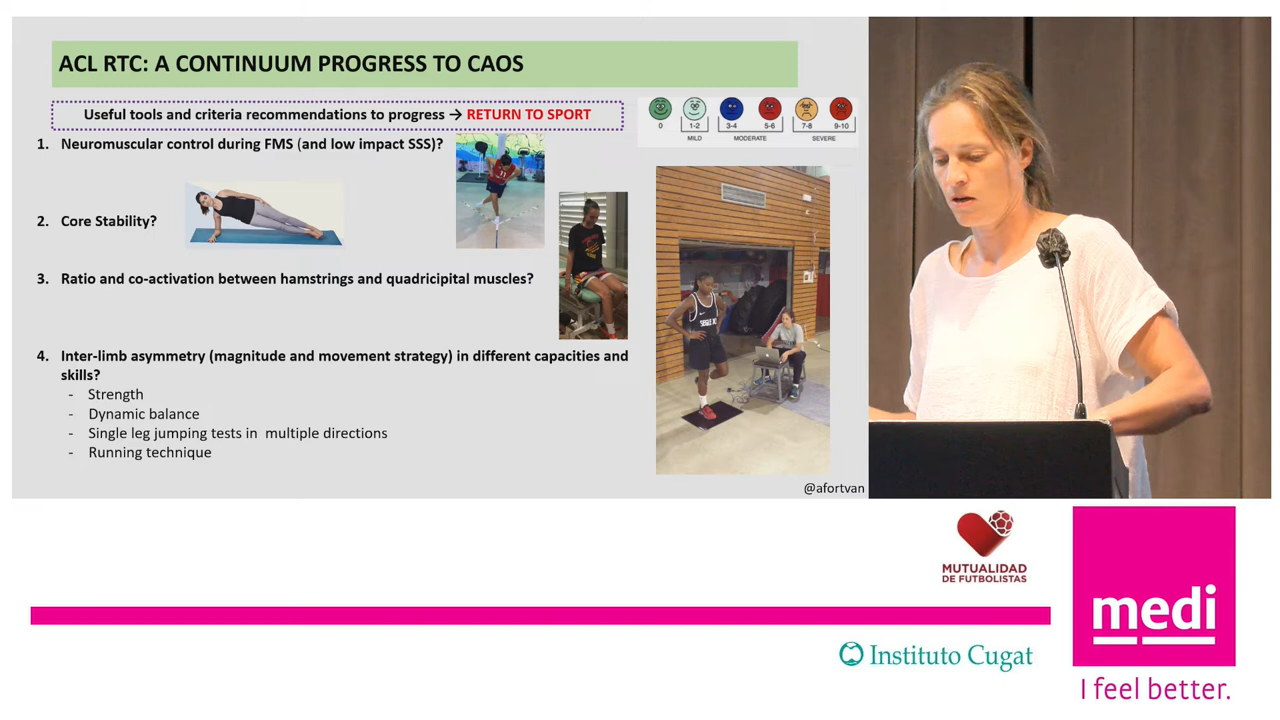 ACL RTC: A CONTINUUM PROGRESS TO CAOS
Useful tools and criteria recommendations to progress → RETURN TO SPORT
0 1-2 3-4 5-6 7-8 9-10
MILD MODERATE SEVERE
1. Neuromuscular control during FMS (and low impact SSS)?
2. Core Stability?
3. Ratio and co-activation between hamstrings and quadricipital muscles?
4. Inter-limb asymmetry (magnitude and movement strategy) in different capacities and
skills?
- Strength
- Dynamic balance
- Single leg jumping tests in multiple directions
- Running technique
@afortvan
MUTUALIDAD
DE FUTBOLISTAS
medi
Instituto Cugat
I feel better.